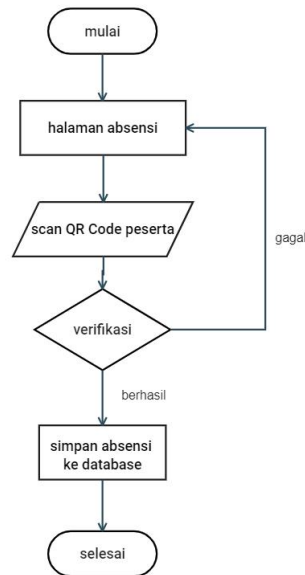 mulai
halaman absensi
scan QR Code peserta
gagal
verifikasi
berhasil
simpan absensi
ke database
selesai